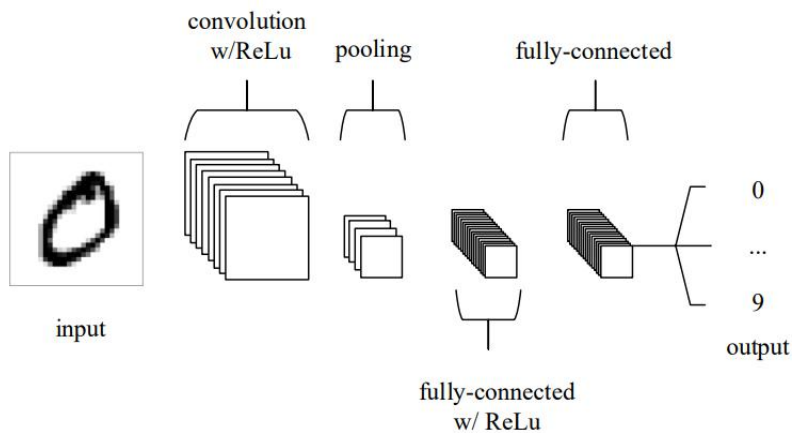 convolution
w/ReLu
pooling
fully-connected
0
...
9
input
output
fully-connected
w/ ReLu